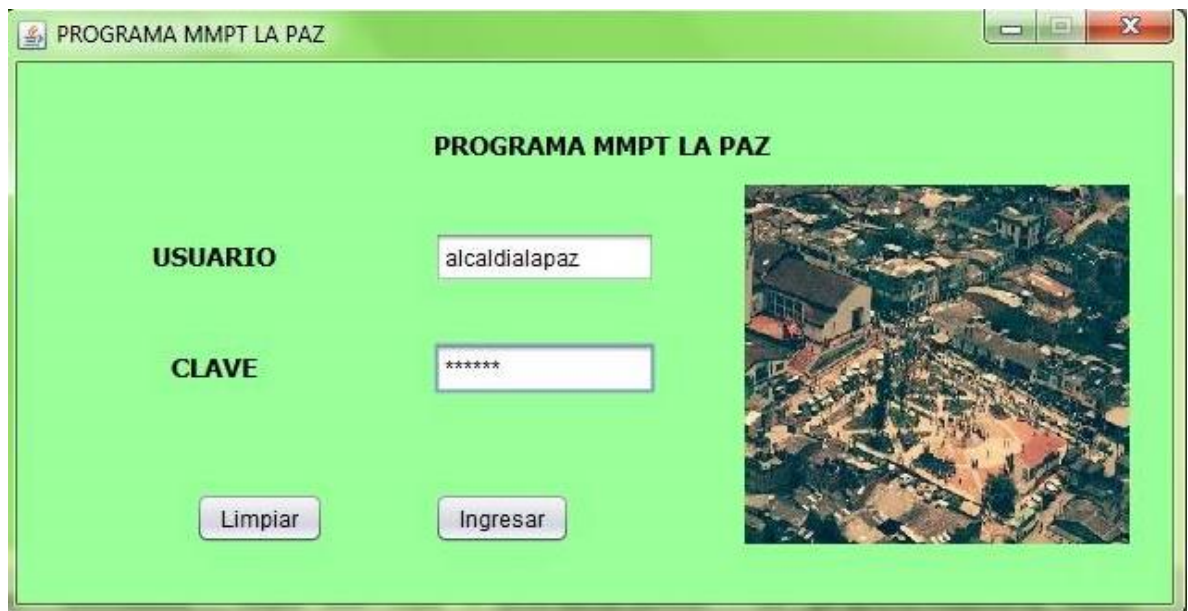 PROGRAMA MMPT LA PAZ
PROGRAMA MMPT LA PAZ
USUARIO
alcaldialapaz
CLAVE
******
Limpiar
Ingresar